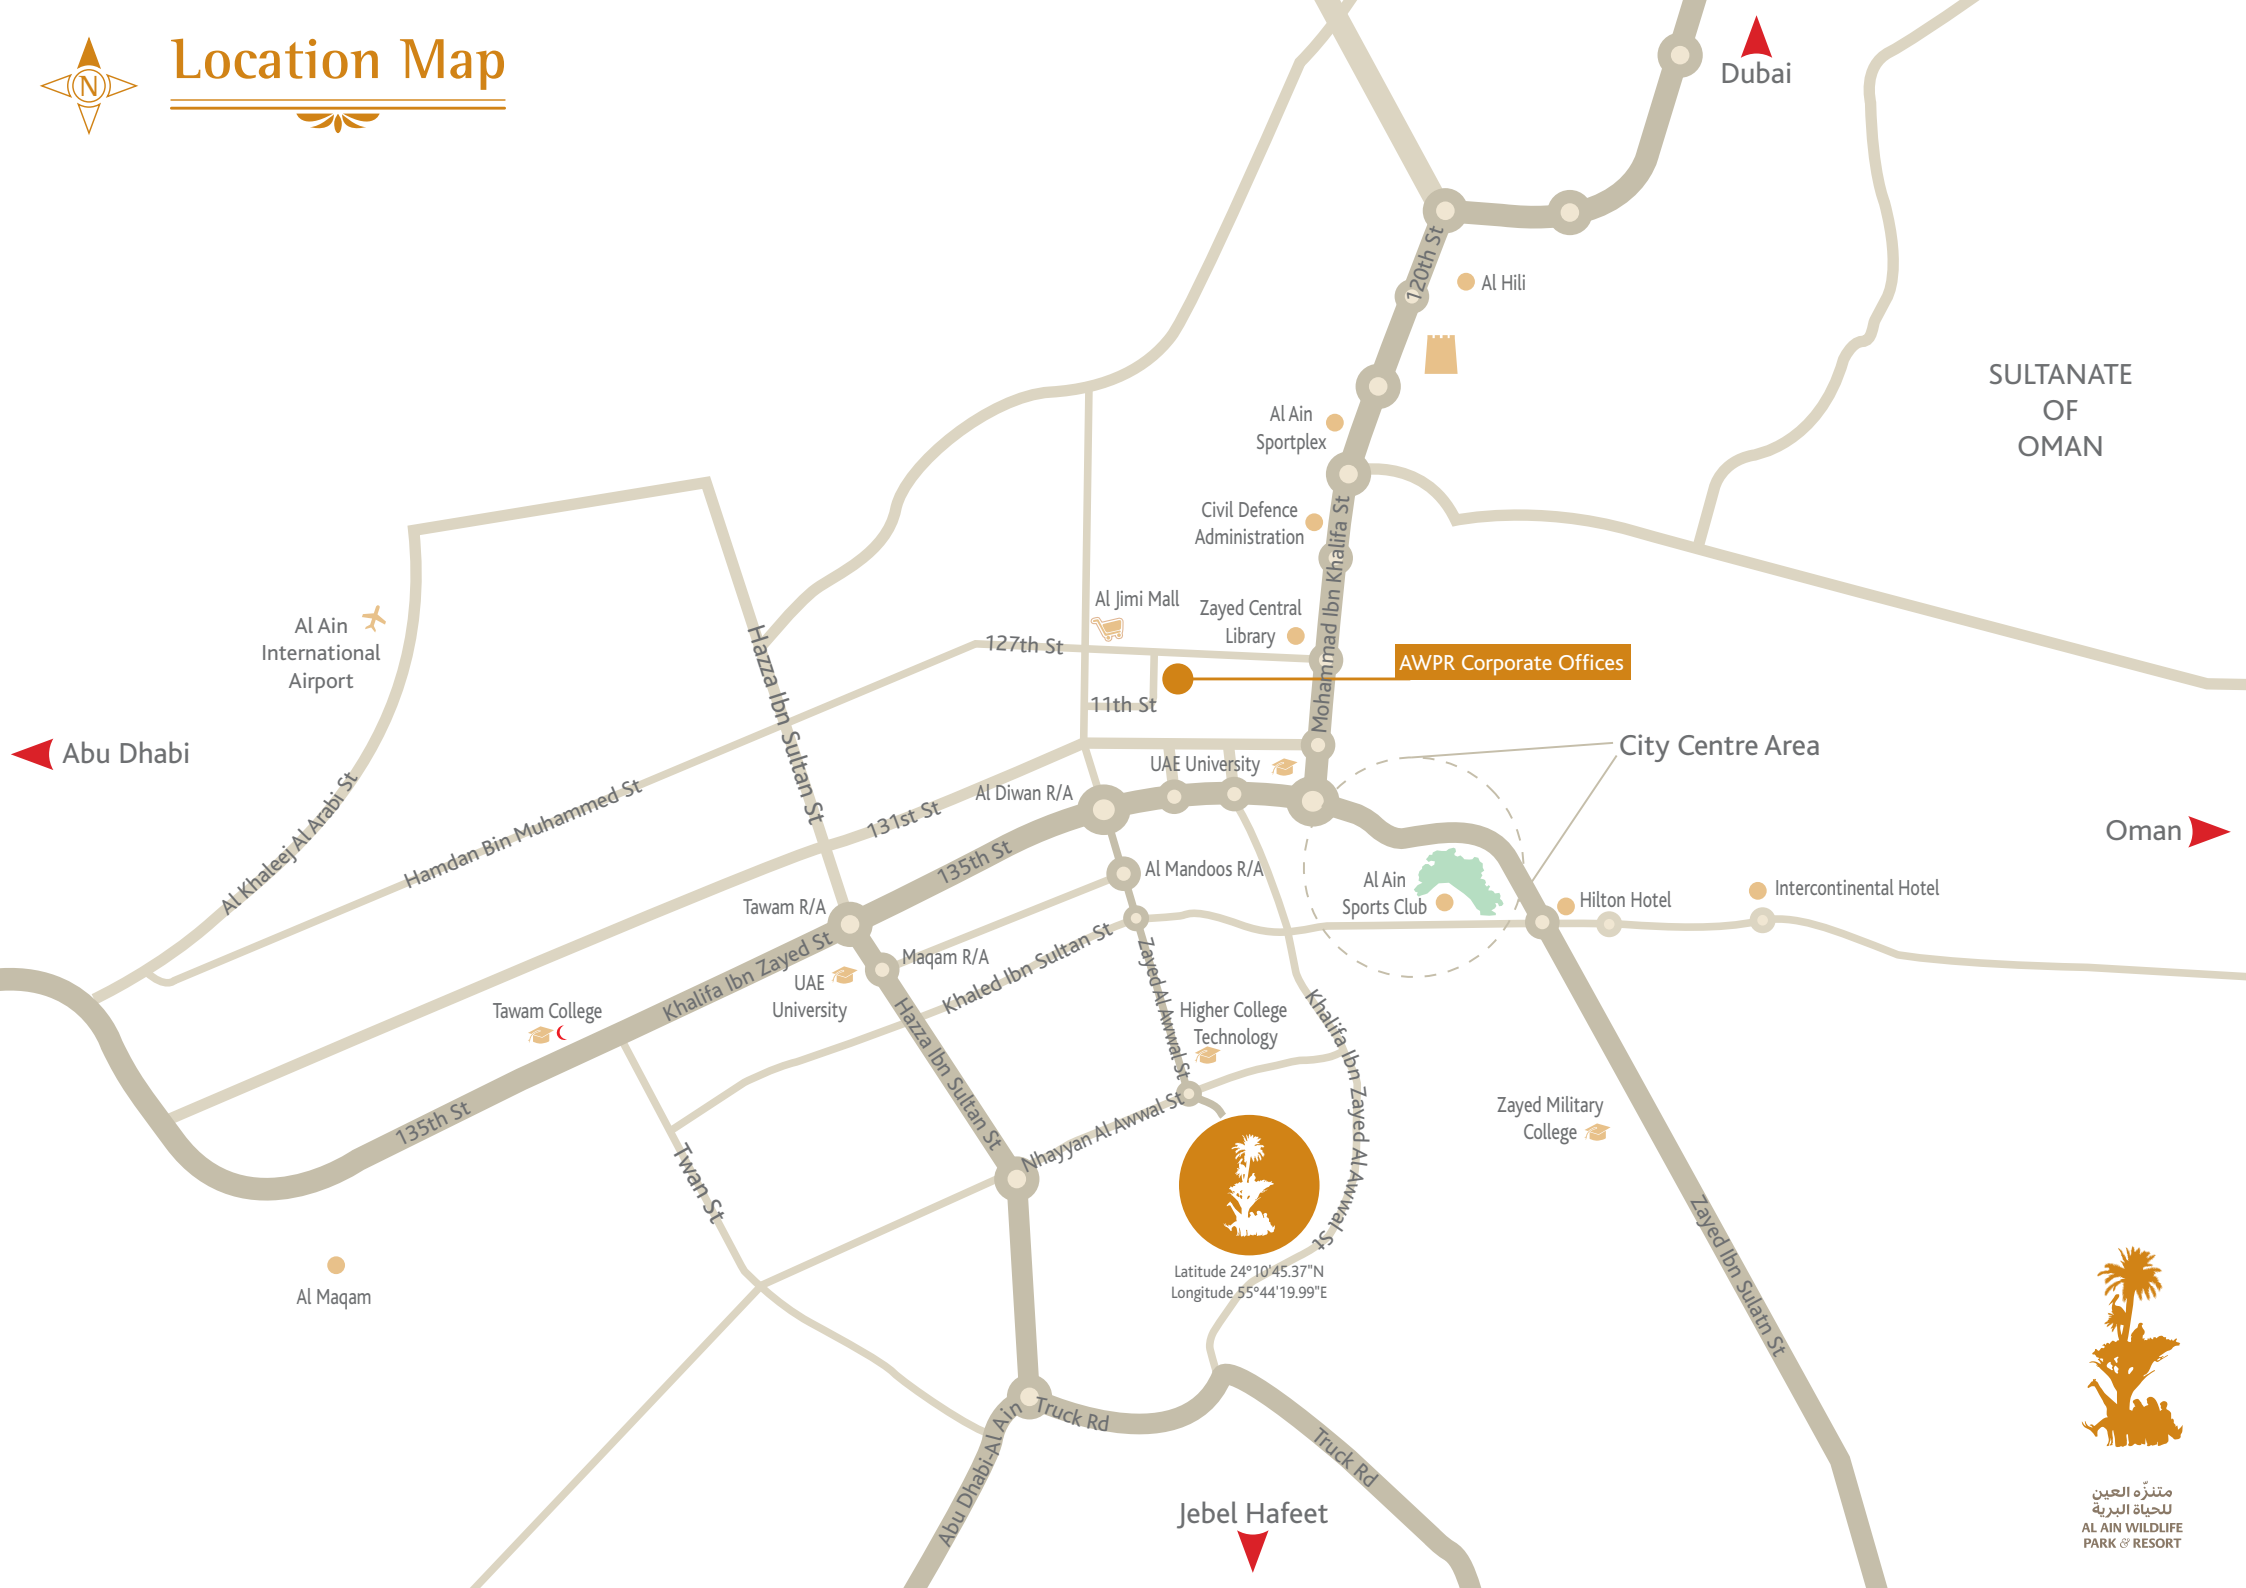 N
Location Map
Dubai
120th St
Al Hili
SULTANATE
OF
OMAN
Al Ain
Sportplex
Civil Defence
Administration
Mohammad Ibn Khalifa St
Al Jimi Mall
Zayed Central
Library
Al Ain
International
Airport
127th St
AWPR Corporate Offices
11th St
Hazza Ibn Sultan St
Abu Dhabi
City Centre Area
UAE University
Al Diwan R/A
Al Khaleej Al Arabi St
Hamdan Bin Muhammed St
131st St
Oman
135th St
Al Mandoos R/A
Al Ain
Sports Club
Hilton Hotel
Intercontinental Hotel
Tawam R/A
Khalifa Ibn Zayed St
Maqam R/A
UAE
University
Khaled Ibn Sultan St
Zayed Al Awwal St
Tawam College
Hazza Ibn Sultan St
Higher College
Technology
Khalifa Ibn Zayed Al Awwal St
135th St
Nhayyan Al Awwal St
Zayed Military
College
Twan St
Zayed Ibn Sulatn St
Al Maqam
Latitude 24°10'45.37"N
Longitude 55°44'19.99"E
Truck Rd
Abu Dhabi-Al Ain
Truck Rd
Jebel Hafeet
متنزه العين
للحياة البرية
AL AIN WILDLIFE
PARK & RESORT